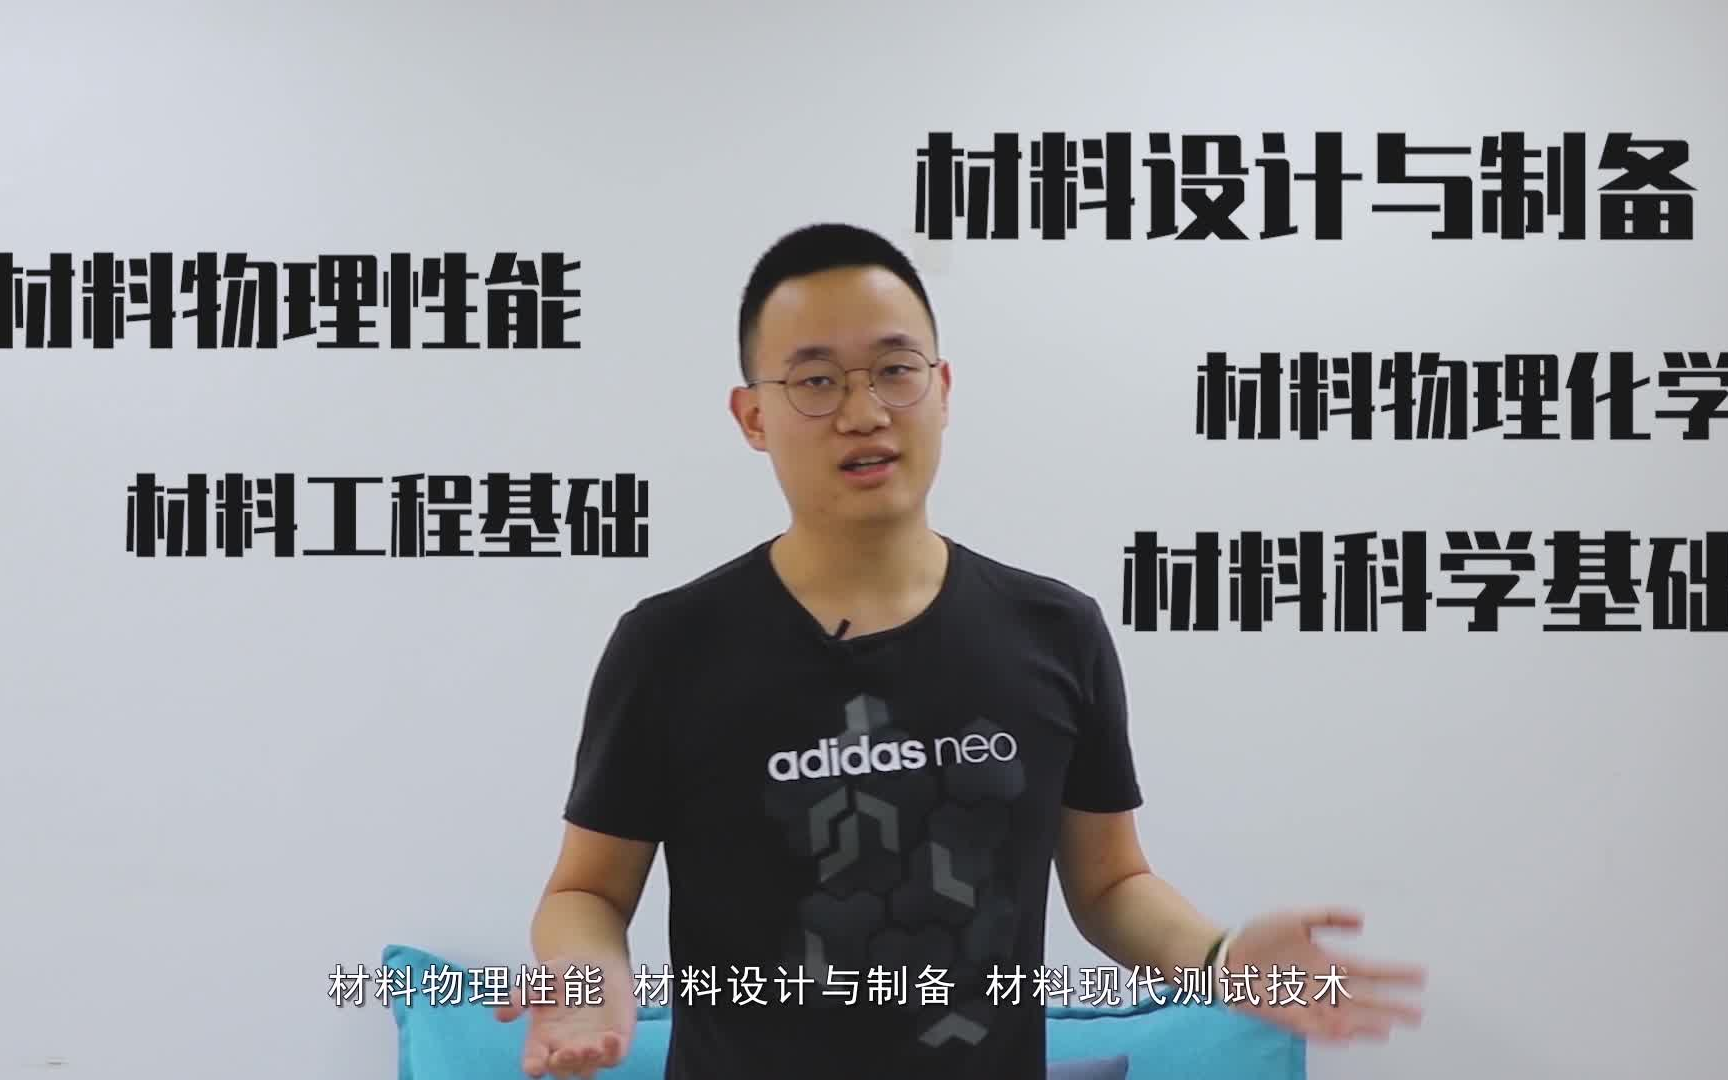 材料设计与制备
材料物理性能
材料物理化学
材料工程基础
材料科学基础
adidas neo
材料物理性能 材料设计与制备 材料现代测试技术